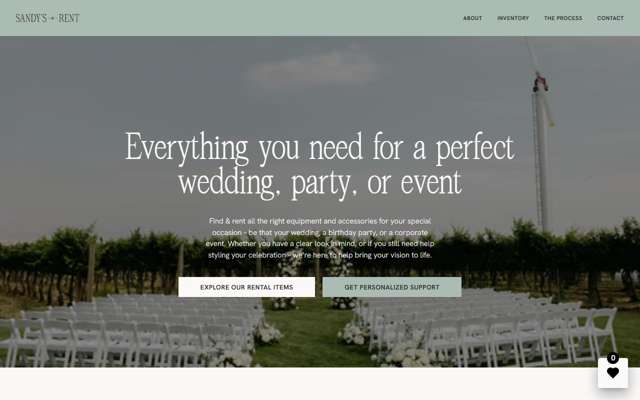 SANDY'S + RENT
ABOUT
INVENTORY
THE PROCESS
CONTACT
Everything you need for a perfect
wedding, party, or event
Find & rent all the right equipment and accessories for your special
occasion - be that your wedding, a birthday party, or a corporate
event. Whether you have a clear look in mind, or if you still need help
styling your celebration - we're here to help bring your vision to life.
EXPLORE OUR RENTAL ITEMS
GET PERSONALIZED SUPPORT
0